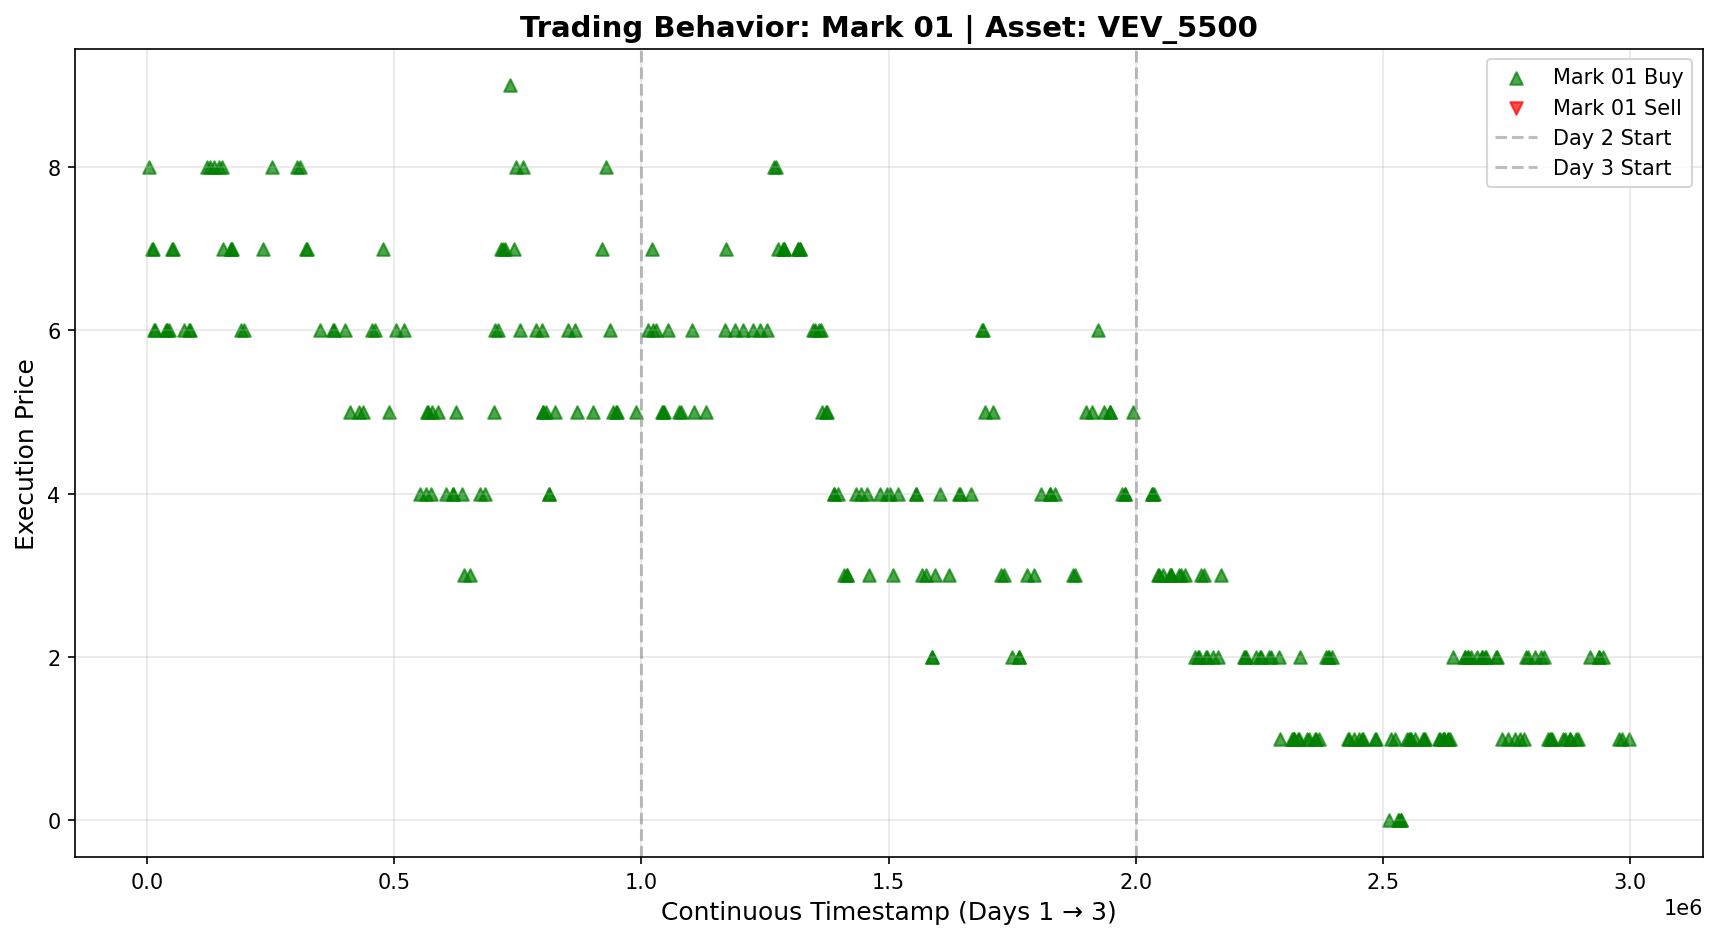 Trading Behavior: Mark 01 | Asset: VEV_5500
Mark 01 Buy
Mark 01 Sell
Day 2 Start
Day 3 Start
Execution Price
8
6
4
2
0
0.0 0.5 1.0 1.5 2.0 2.5 3.0
1e6
Continuous Timestamp (Days 1 → 3)